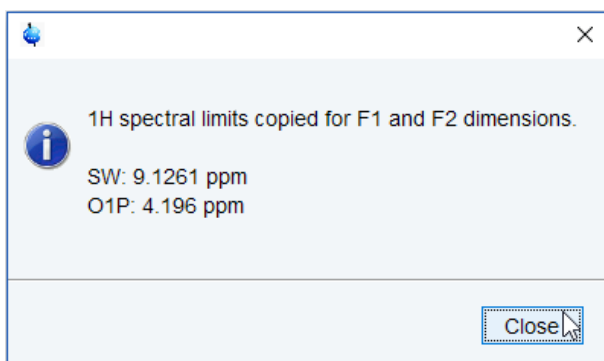 1H spectral limits copied for F1 and F2 dimensions.
SW: 9.1261 ppm
O1P: 4.196 ppm
Close